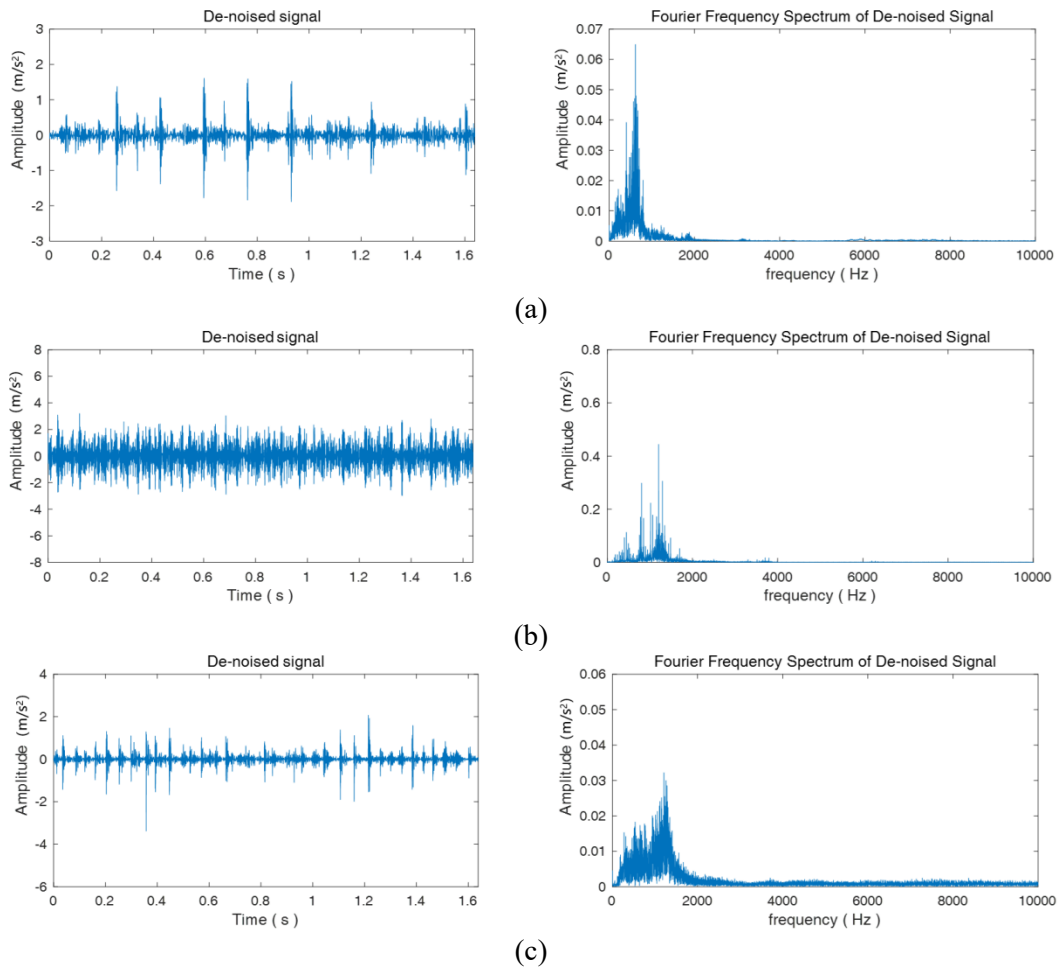 De-noised signal
Amplitude (m/s²)
3
2
1
0
-1
-2
-3
0 0.2 0.4 0.6 0.8 1 1.2 1.4 1.6
Time ( s )
Fourier Frequency Spectrum of De-noised Signal
Amplitude (m/s²)
0.07
0.06
0.05
0.04
0.03
0.02
0.01
0
0 2000 4000 6000 8000 10000
frequency ( Hz )
(a)
De-noised signal
Amplitude (m/s²)
8
6
4
2
0
-2
-4
-6
-8
0 0.2 0.4 0.6 0.8 1 1.2 1.4 1.6
Time ( s )
Fourier Frequency Spectrum of De-noised Signal
Amplitude (m/s²)
0.8
0.6
0.4
0.2
0
0 2000 4000 6000 8000 10000
frequency ( Hz )
(b)
De-noised signal
Amplitude (m/s²)
4
2
0
-2
-4
-6
0 0.2 0.4 0.6 0.8 1 1.2 1.4 1.6
Time ( s )
Fourier Frequency Spectrum of De-noised Signal
Amplitude (m/s²)
0.06
0.05
0.04
0.03
0.02
0.01
0
0 2000 4000 6000 8000 10000
frequency ( Hz )
(c)